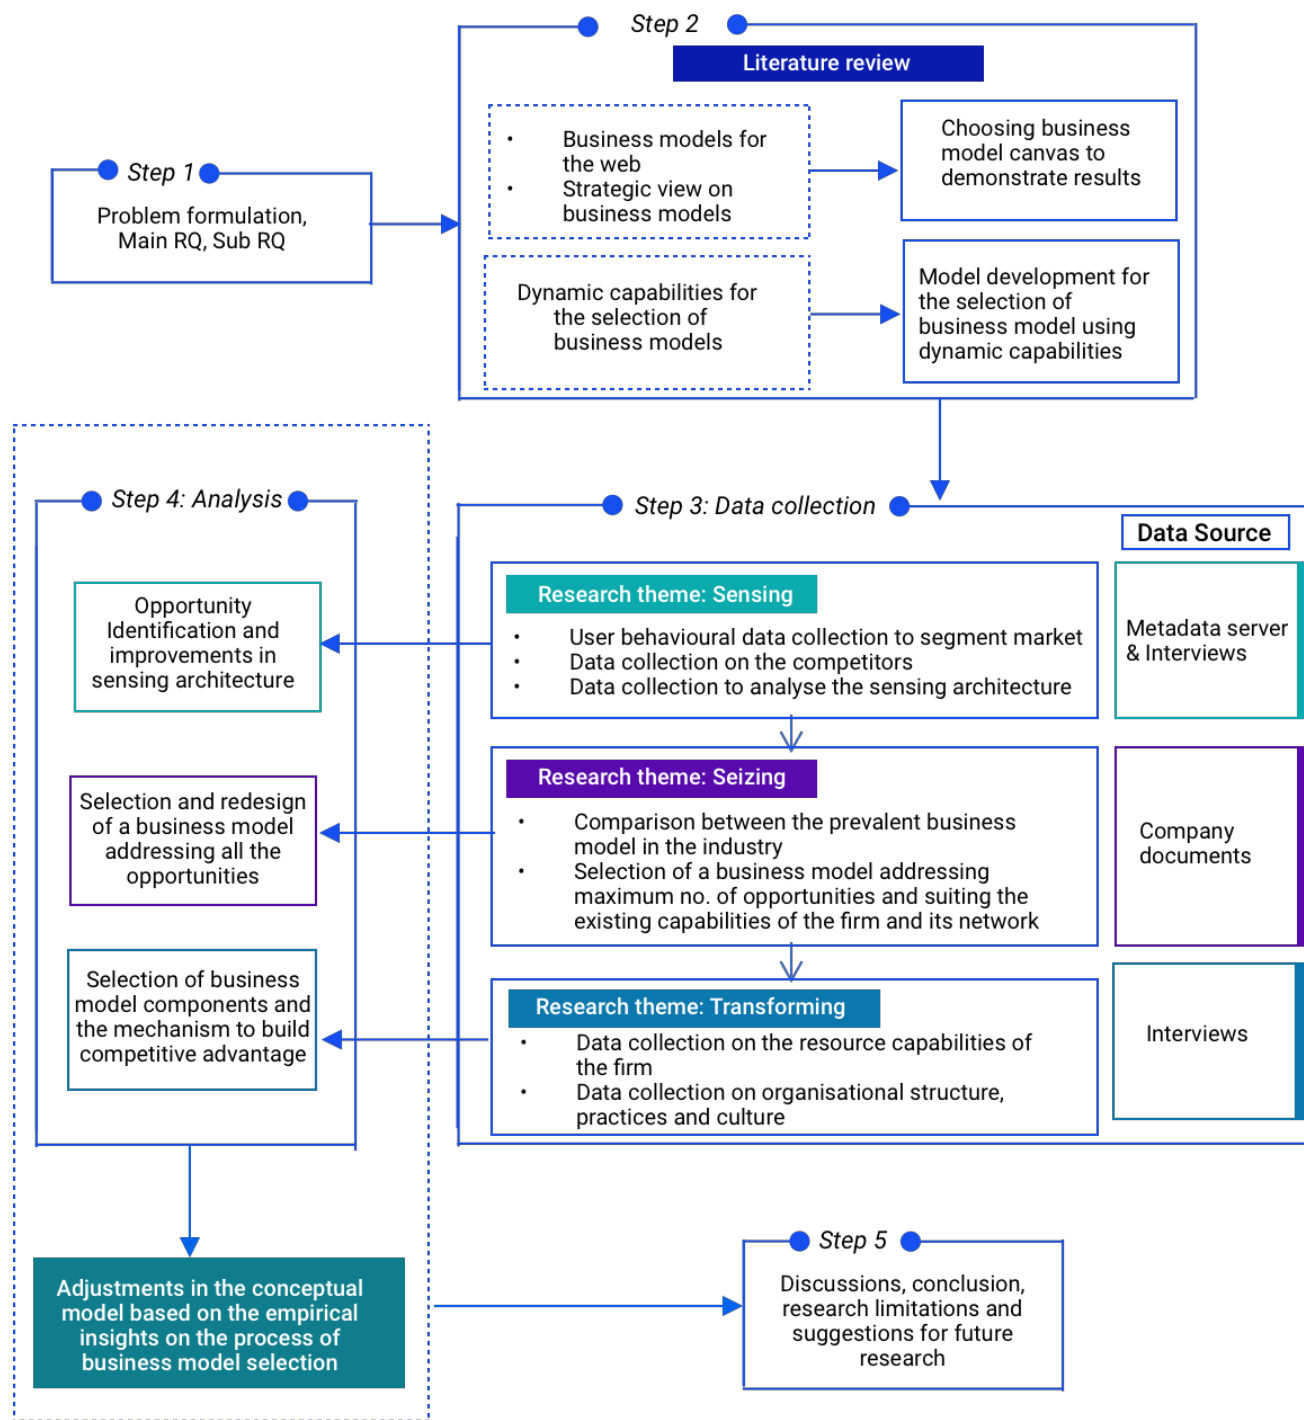 Step 1
Problem formulation,
Main RQ, Sub RQ
Step 2
Literature review
• Business models for
the web
• Strategic view on
business models
Choosing business
model canvas to
demonstrate results
Dynamic capabilities for
the selection of
business models
Model development for
the selection of
business model using
dynamic capabilities
Step 3: Data collection
Data Source
Research theme: Sensing
• User behavioural data collection to segment market
• Data collection on the competitors
• Data collection to analyse the sensing architecture
Metadata server
& Interviews
Research theme: Seizing
• Comparison between the prevalent business
model in the industry
• Selection of a business model addressing
maximum no. of opportunities and suiting the
existing capabilities of the firm and its network
Company
documents
Research theme: Transforming
• Data collection on the resource capabilities of
the firm
• Data collection on organisational structure,
practices and culture
Interviews
Step 4: Analysis
Opportunity
Identification and
improvements in
sensing architecture
Selection and redesign
of a business model
addressing all the
opportunities
Selection of business
model components and
the mechanism to build
competitive advantage
Adjustments in the conceptual
model based on the empirical
insights on the process of
business model selection
Step 5
Discussions, conclusion,
research limitations and
suggestions for future
research